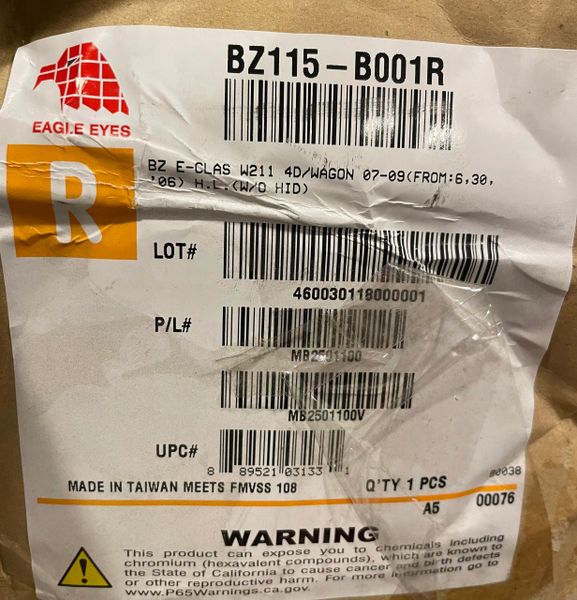 BZ115-B001R
EAGLE EYES
R
BZ E-CLAS W211 4D/WAGON 07-09(FROM:6,30,
'06) H.L.(W/O HID)
LOT#
460030118000001
P/L#
MB2501100
MB2501100V
UPC#
8 89521 03133 1
B0038
MADE IN TAIWAN MEETS FMVSS 108
Q'TY 1 PCS
A5
00076
WARNING
This product can expose you to chemicals including
chromium (hexavalent compounds), which are known to
the State of California to cause cancer and birth defects
or other reproductive harm. For more information go to
www.P65Warnings.ca.gov.